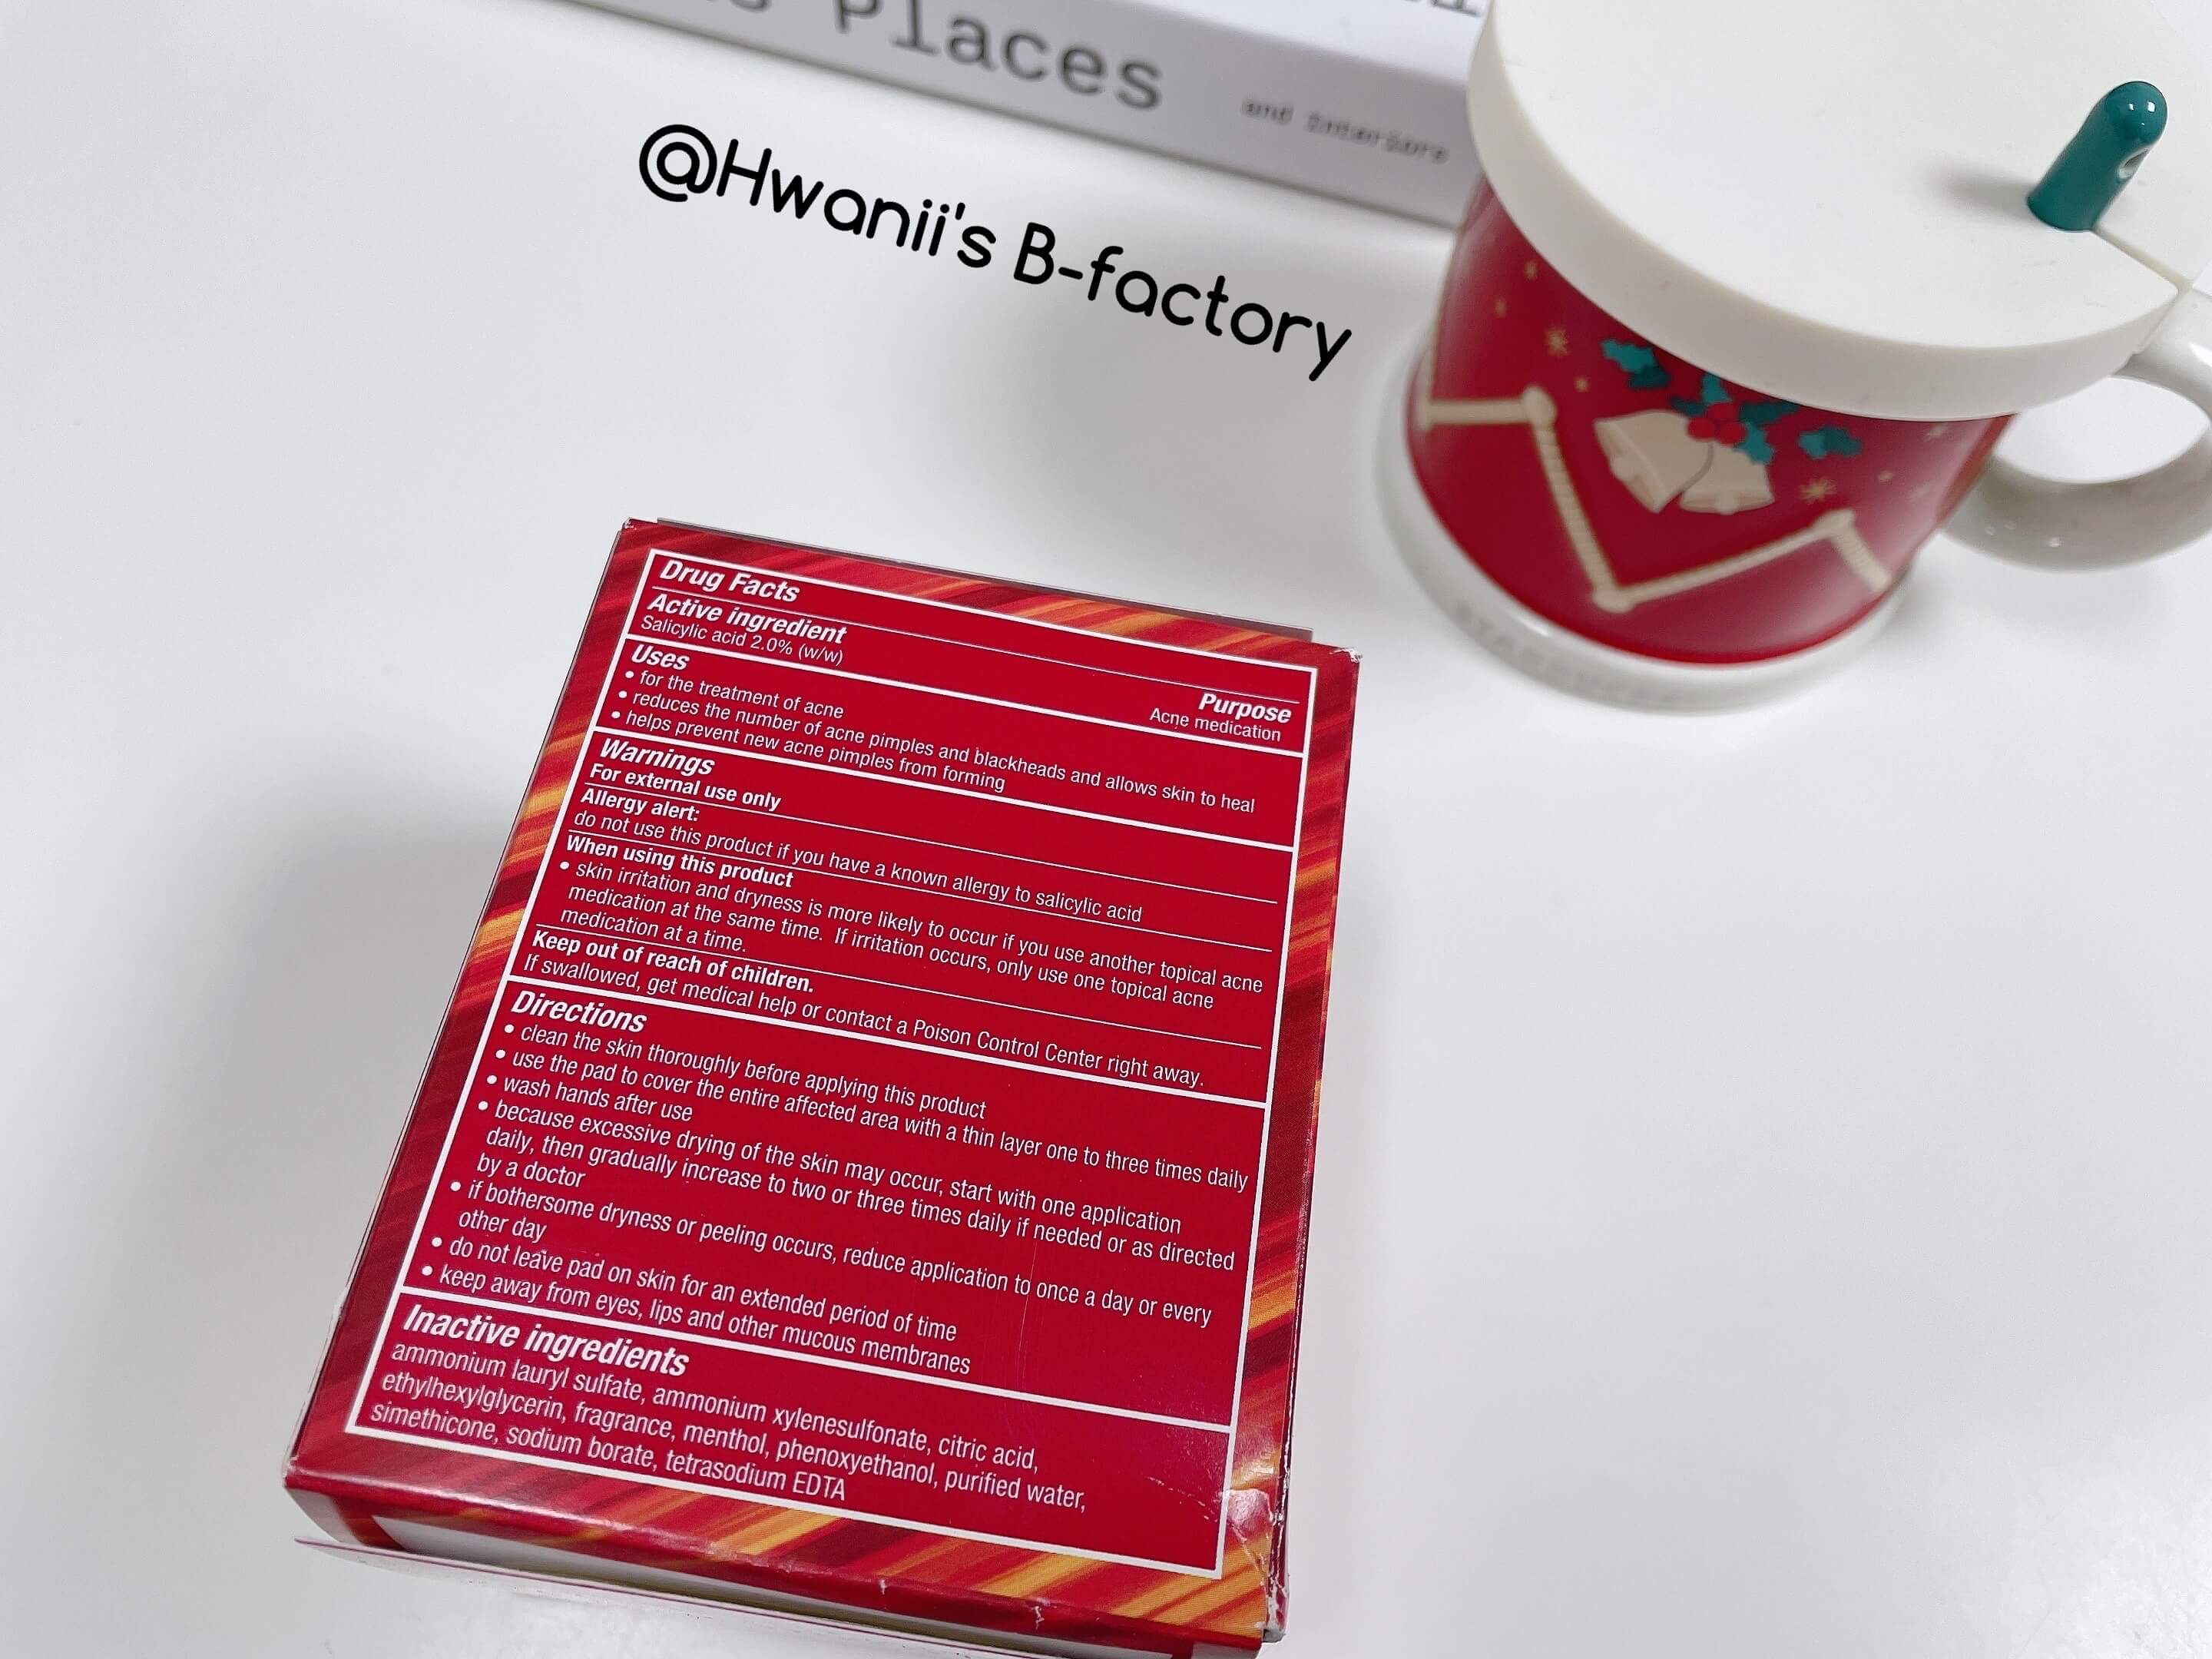 Places
and Interiors
@Hwanii's B-factory
Drug Facts
Active ingredient
Salicylic acid 2.0% (w/w)
Purpose
Acne medication
Uses
• for the treatment of acne
• reduces the number of acne pimples and blackheads and allows skin to heal
• helps prevent new acne pimples from forming
Warnings
For external use only
Allergy alert:
do not use this product if you have a known allergy to salicylic acid
When using this product
• skin irritation and dryness is more likely to occur if you use another topical acne
medication at the same time. If irritation occurs, only use one topical acne
medication at a time.
Keep out of reach of children.
If swallowed, get medical help or contact a Poison Control Center right away.
Directions
• clean the skin thoroughly before applying this product
• use the pad to cover the entire affected area with a thin layer one to three times daily
• wash hands after use
• because excessive drying of the skin may occur, start with one application
daily, then gradually increase to two or three times daily if needed or as directed
by a doctor
• if bothersome dryness or peeling occurs, reduce application to once a day or every
other day
• do not leave pad on skin for an extended period of time
• keep away from eyes, lips and other mucous membranes
Inactive ingredients
ammonium lauryl sulfate, ammonium xylenesulfonate, citric acid,
ethylhexylglycerin, fragrance, menthol, phenoxyethanol, purified water,
simethicone, sodium borate, tetrasodium EDTA